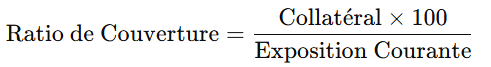 Ratio de Couverture = Collatéral × 100 / Exposition Courante